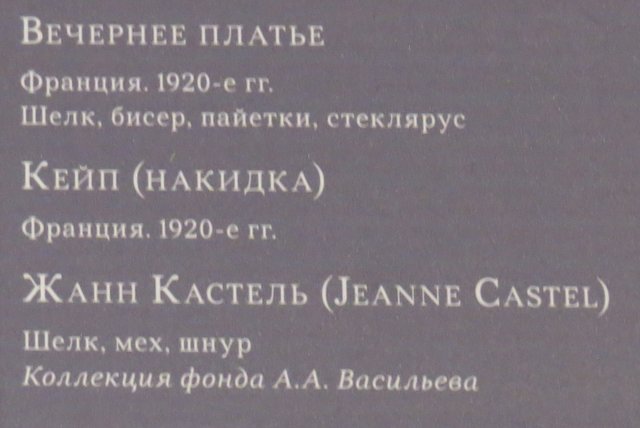 Вечернее платье
Франция. 1920-е гг.
Шелк, бисер, пайетки, стеклярус
Кейп (накидка)
Франция. 1920-е гг.
Жанн Кастель (Jeanne Castel)
Шелк, мех, шнур
Коллекция фонда А.А. Васильева